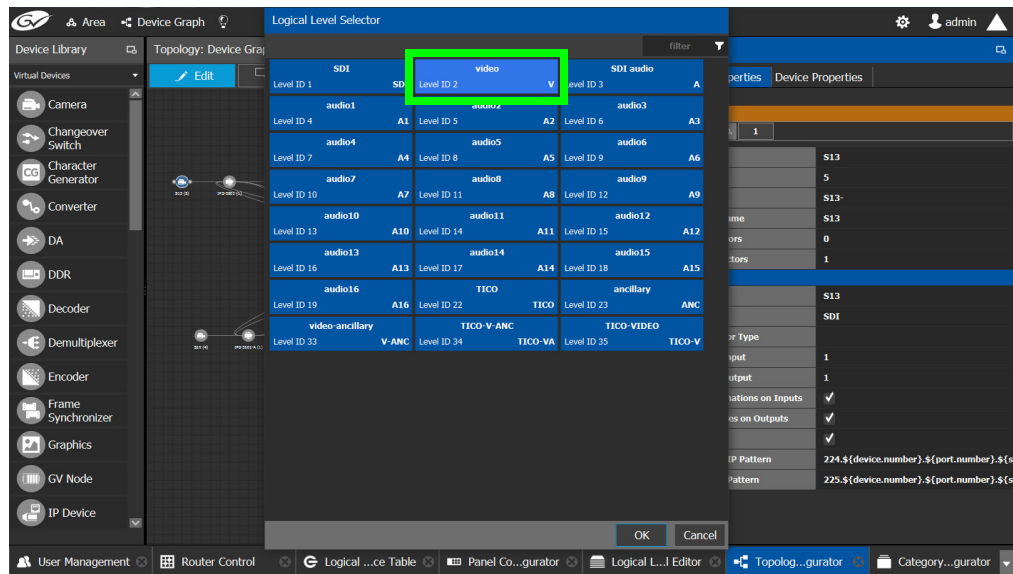 GV
Area
Device Graph
Logical Level Selector
admin
Device Library
Topology: Device Gra
filter
Virtual Devices
Edit
perties
Device Properties
SDI
Level ID 1
SD
video
Level ID 2
V
SDI audio
Level ID 3
A
audio1
Level ID 4
A1
audio2
Level ID 5
A2
audio3
Level ID 6
A3
audio4
Level ID 7
A4
audio5
Level ID 8
A5
audio6
Level ID 9
A6
audio7
Level ID 10
A7
audio8
Level ID 11
A8
audio9
Level ID 12
A9
audio10
Level ID 13
A10
audio11
Level ID 14
A11
audio12
Level ID 15
A12
audio13
Level ID 16
A13
audio14
Level ID 17
A14
audio15
Level ID 18
A15
audio16
Level ID 19
A16
TICO
Level ID 22
TICO
ancillary
Level ID 23
ANC
video-ancillary
Level ID 33
V-ANC
TICO-V-ANC
Level ID 34
TICO-VA
TICO-VIDEO
Level ID 35
TICO-V
Camera
Changeover
Switch
CG
Character
Generator
Converter
DA
DDR
Decoder
Demultiplexer
Encoder
Frame
Synchronizer
Graphics
GV Node
IP Device
1
S13
5
S13-
me
S13
ors
0
tors
1
S13
SDI
or Type
nput
1
utput
1
nations on Inputs
es on Outputs
IP Pattern
224.${device.number}.${port.number}.${s
Pattern
225.${device.number}.${port.number}.${s
OK
Cancel
User Management
Router Control
Logical ...ce Table
Panel Co...gurator
Logical L...l Editor
Topolog...gurator
Category...gurator